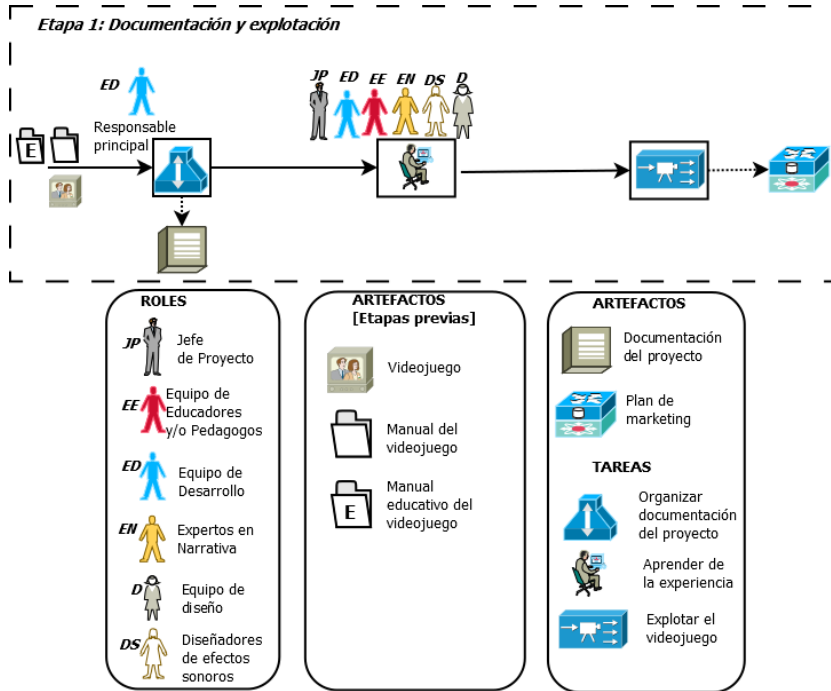 Etapa 1: Documentación y explotación
ED
Responsable
principal
E
JP
ED
EE
EN
DS
D
ROLES
JP
Jefe
de Proyecto
EE
Equipo de
Educadores
y/o Pedagogos
ED
Equipo de
Desarrollo
EN
Expertos en
Narrativa
D
Equipo de
diseño
DS
Diseñadores
de efectos
sonoros
ARTEFACTOS
[Etapas previas]
Videojuego
Manual del
videojuego
E
Manual
educativo del
videojuego
ARTEFACTOS
Documentación
del proyecto
Plan de
marketing
TAREAS
Organizar
documentación
del proyecto
Aprender de
la experiencia
Explotar el
videojuego